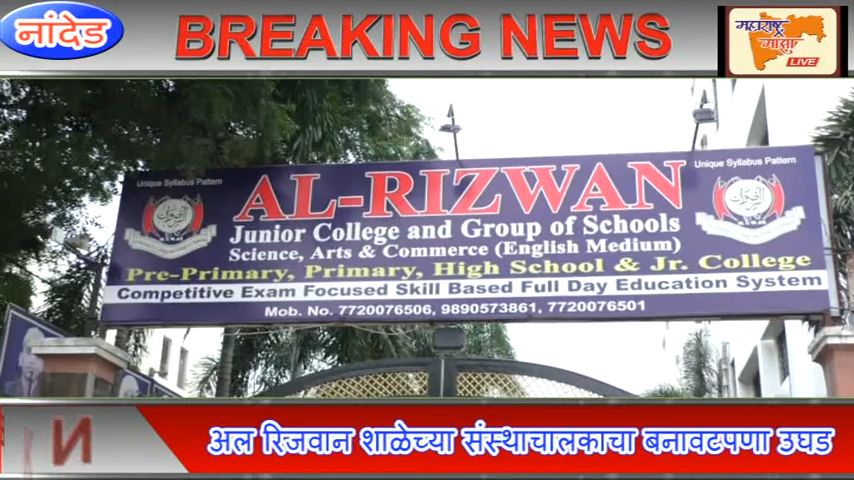 नांदेड
BREAKING NEWS
महाराष्ट्र
माझा
LIVE
Unique Syllabus Pattern
Unique Syllabus Pattern
AL-RIZWAN
Junior College and Group of Schools
Science, Arts & Commerce (English Medium)
Pre-Primary, Primary, High School & Jr. College
Competitive Exam Focused Skill Based Full Day Education System
Mob. No. 7720076506, 9890573861, 7720076501
N
अल रिजवान शाळेच्या संस्थाचालकाचा बनावटपणा उघड